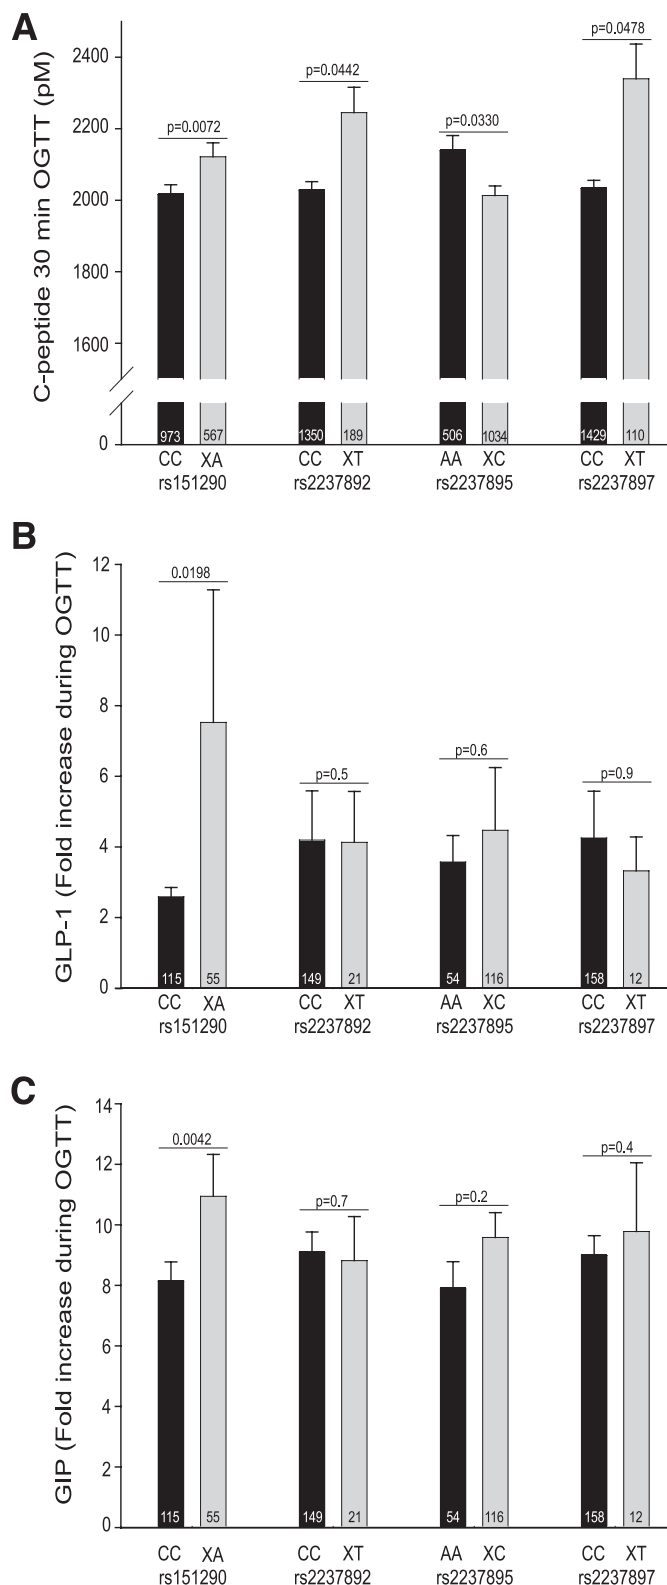 A
C-peptide 30 min OGTT (pM)
2400
2200
2000
1800
1600
0
p=0.0072
p=0.0442
p=0.0330
p=0.0478
973 567 1350 189 506 1034 1429 110
CC XA CC XT AA XC CC XT
rs151290 rs2237892 rs2237895 rs2237897
B
GLP-1 (Fold increase during OGTT)
12
10
8
6
4
2
0
0.0198
p=0.5
p=0.6
p=0.9
115 55 149 21 54 116 158 12
CC XA CC XT AA XC CC XT
rs151290 rs2237892 rs2237895 rs2237897
C
GIP (Fold increase during OGTT)
14
12
10
8
6
4
2
0
0.0042
p=0.7
p=0.2
p=0.4
115 55 149 21 54 116 158 12
CC XA CC XT AA XC CC XT
rs151290 rs2237892 rs2237895 rs2237897